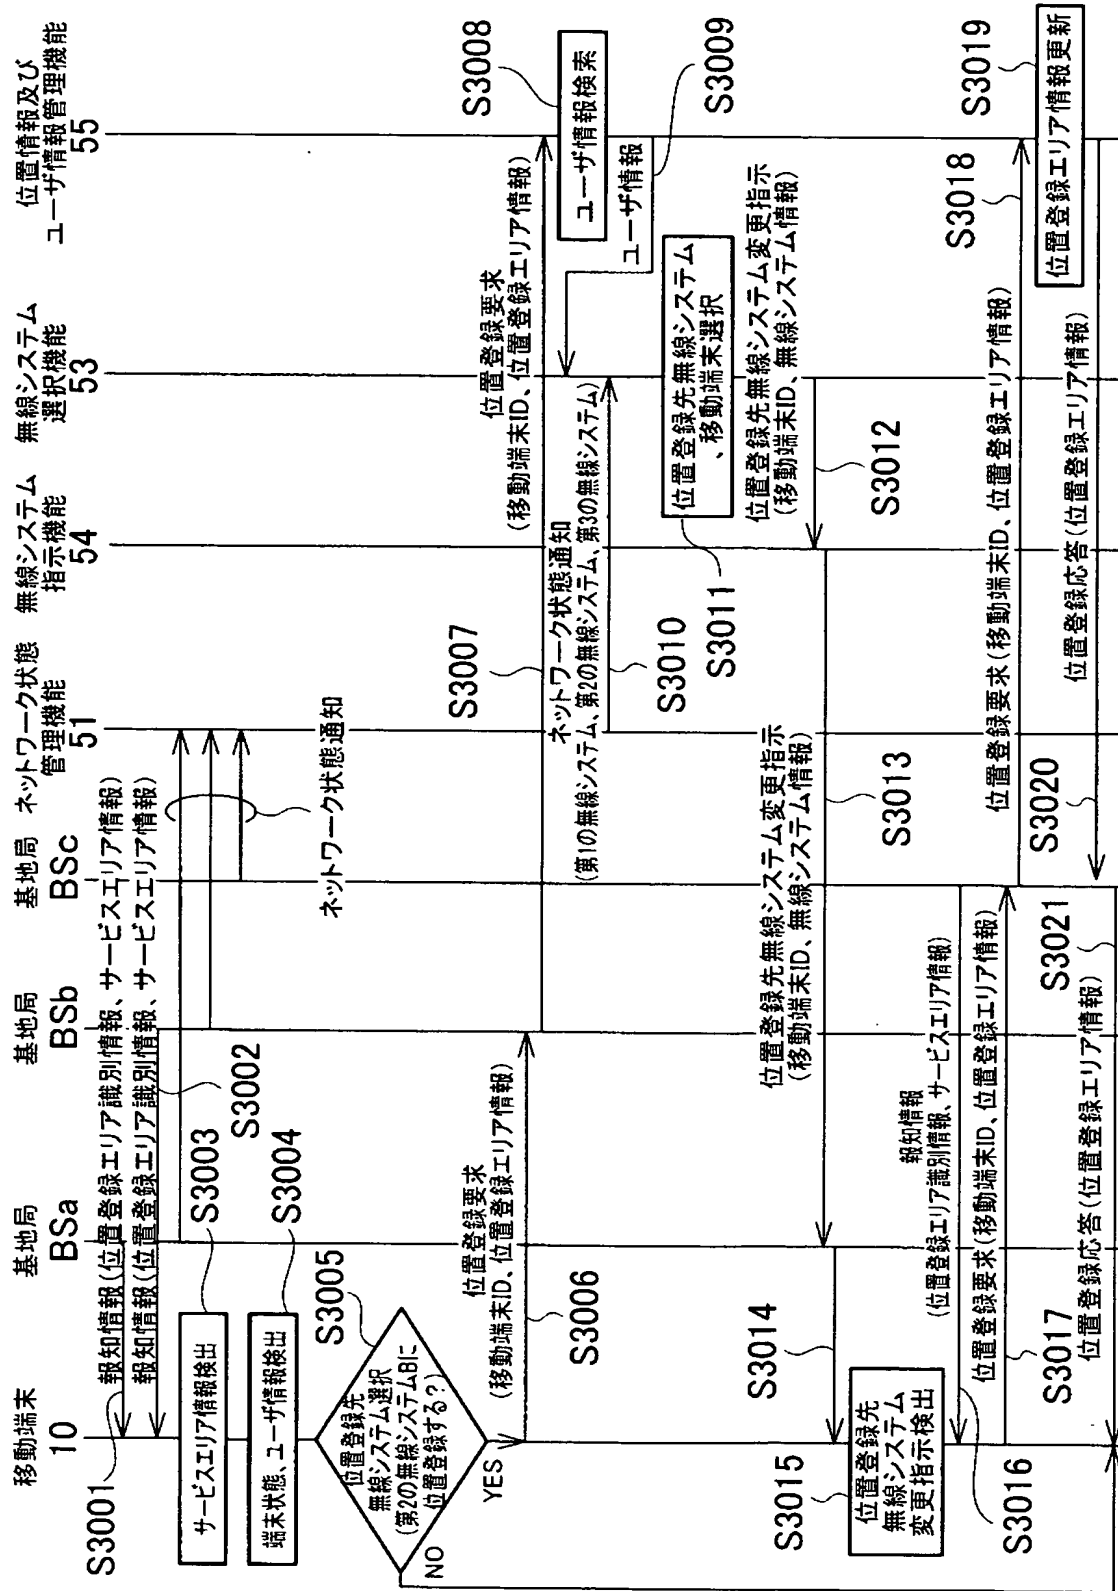 移動端末
10
基地局
BSa
基地局
BSb
基地局
BSc
ネットワーク状態
管理機能
51
無線システム
指示機能
54
無線システム
選択機能
53
位置情報及び
ユーザ情報管理機能
55
S3001
報知情報(位置登録エリア識別情報、サービスエリア情報)
報知情報(位置登録エリア識別情報、サービスエリア情報)
S3002
ネットワーク状態通知
サービスエリア情報検出
S3003
端末状態、ユーザ情報検出
S3004
位置登録先
無線システム選択
(第2の無線システムBに
位置登録する?)
S3005
NO
YES
位置登録要求
(移動端末ID、位置登録エリア情報)
S3006
S3007
位置登録要求
(移動端末ID、位置登録エリア情報)
ユーザ情報検索
S3008
ユーザ情報
S3009
ネットワーク状態通知
(第1の無線システム、第2の無線システム、第3の無線システム)
S3010
位置登録先無線システム
、移動端末選択
S3011
位置登録先無線システム変更指示
(移動端末ID、無線システム情報)
S3012
位置登録先無線システム変更指示
(移動端末ID、無線システム情報)
S3013
S3014
位置登録先
無線システム
変更指示検出
S3015
報知情報
(位置登録エリア識別情報、サービスエリア情報)
S3016
位置登録要求(移動端末ID、位置登録エリア情報)
S3017
位置登録要求(移動端末ID、位置登録エリア情報)
S3018
位置登録エリア情報更新
S3019
位置登録応答(位置登録エリア情報)
S3020
位置登録応答(位置登録エリア情報)
S3021